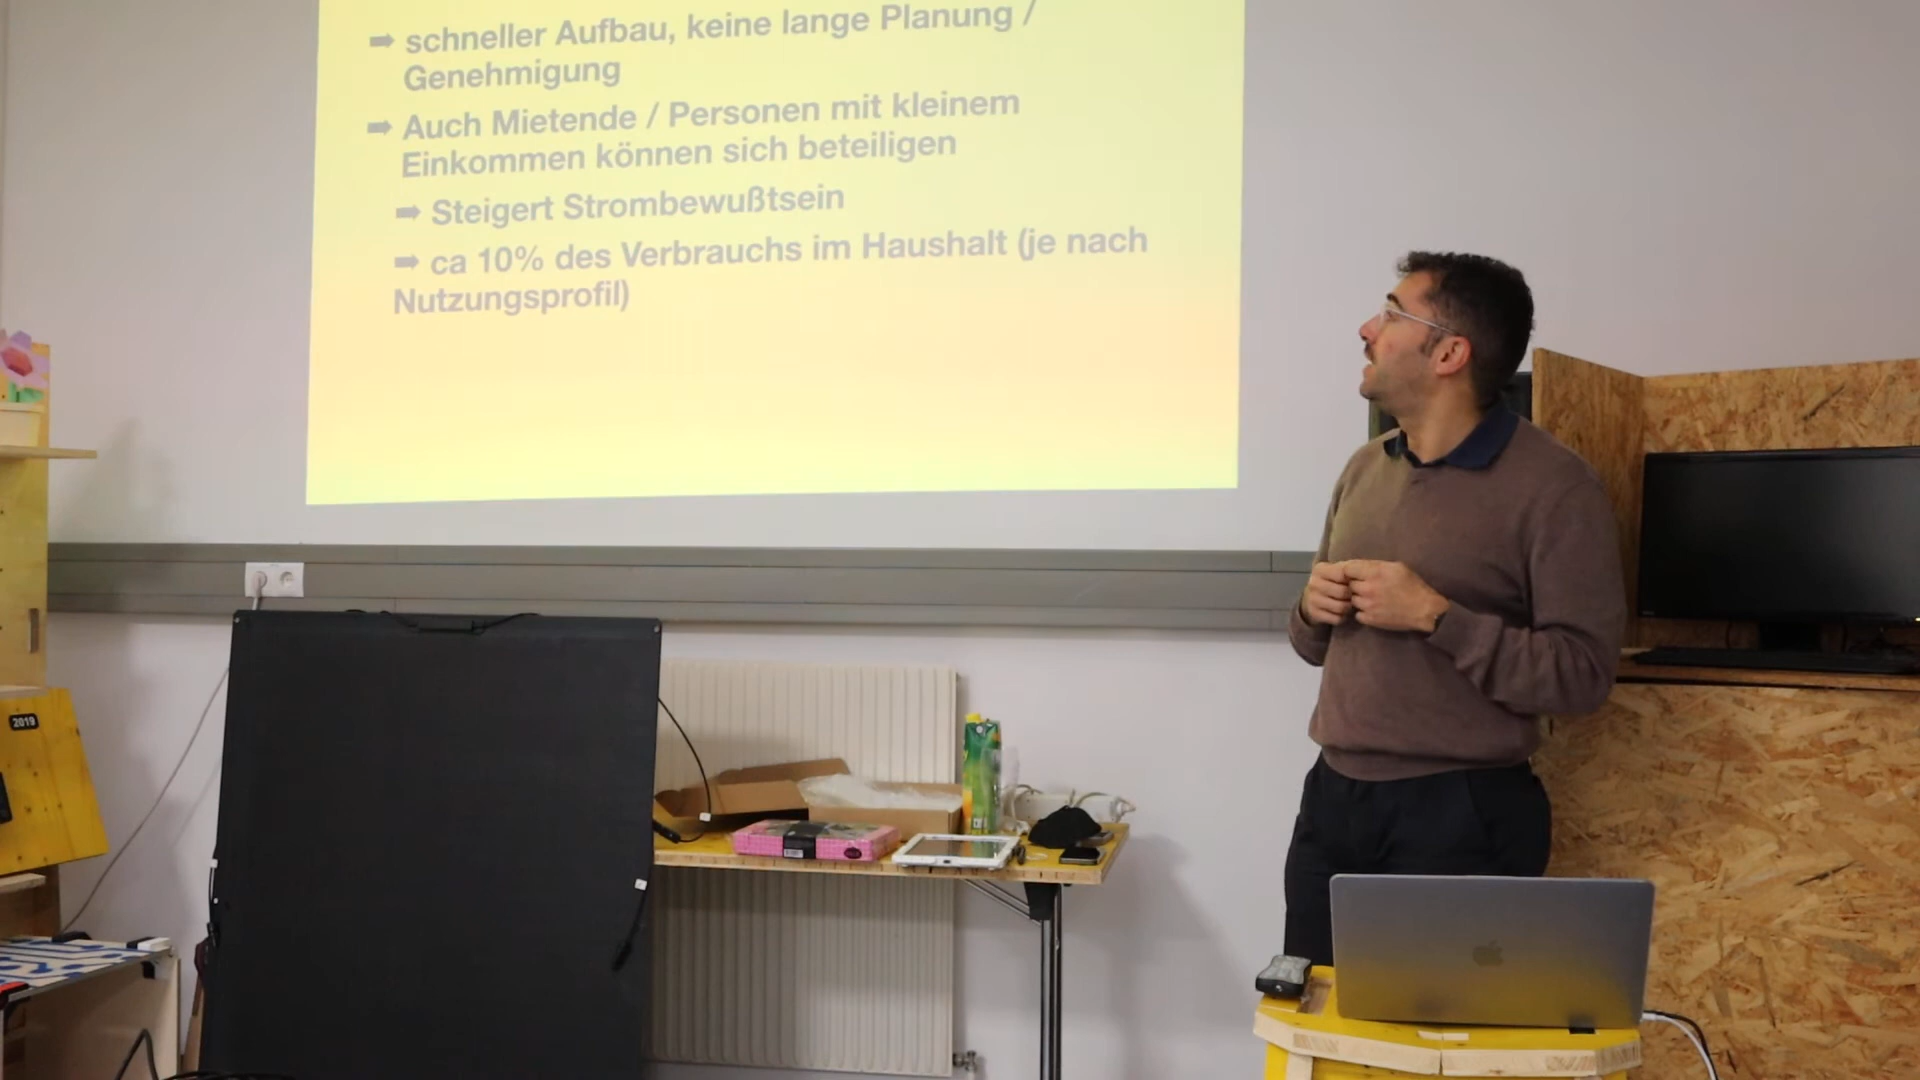 ➡ schneller Aufbau, keine lange Planung /
Genehmigung
➡ Auch Mietende / Personen mit kleinem
Einkommen können sich beteiligen
➡ Steigert Strombewußtsein
➡ ca 10% des Verbrauchs im Haushalt (je nach
Nutzungsprofil)
2019